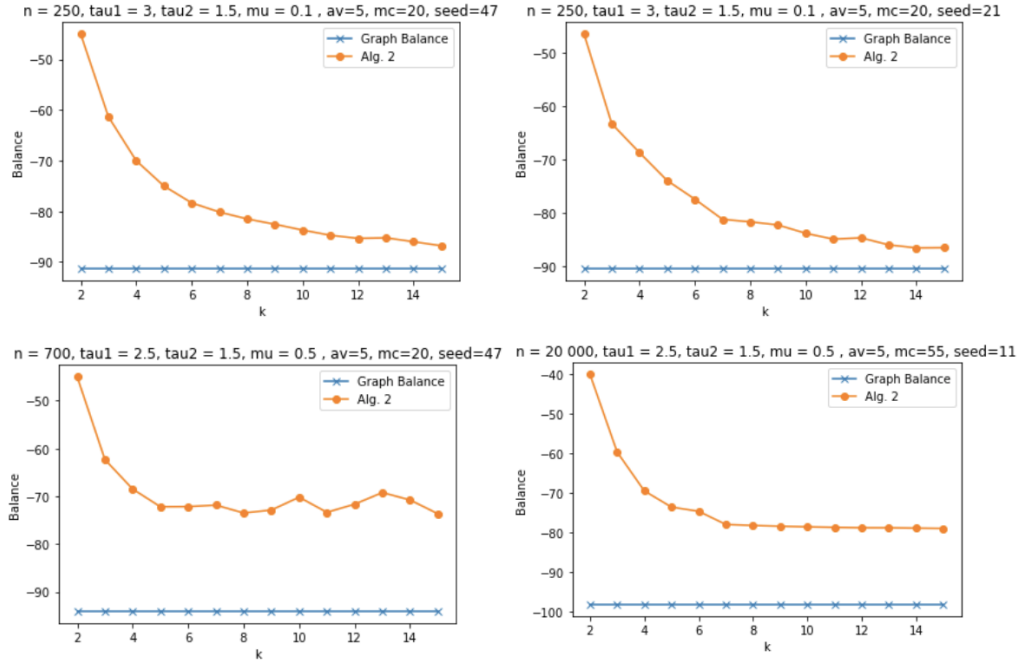 n = 250, tau1 = 3, tau2 = 1.5, mu = 0.1 , av=5, mc=20, seed=47
Graph Balance
Alg. 2
Balance
−50
−60
−70
−80
−90
2 4 6 8 10 12 14
k
n = 250, tau1 = 3, tau2 = 1.5, mu = 0.1 , av=5, mc=20, seed=21
Graph Balance
Alg. 2
Balance
−50
−60
−70
−80
−90
2 4 6 8 10 12 14
k
n = 700, tau1 = 2.5, tau2 = 1.5, mu = 0.5 , av=5, mc=20, seed=47
Graph Balance
Alg. 2
Balance
−50
−60
−70
−80
−90
2 4 6 8 10 12 14
k
n = 20 000, tau1 = 2.5, tau2 = 1.5, mu = 0.5 , av=5, mc=55, seed=11
Graph Balance
Alg. 2
Balance
−40
−50
−60
−70
−80
−90
−100
2 4 6 8 10 12 14
k